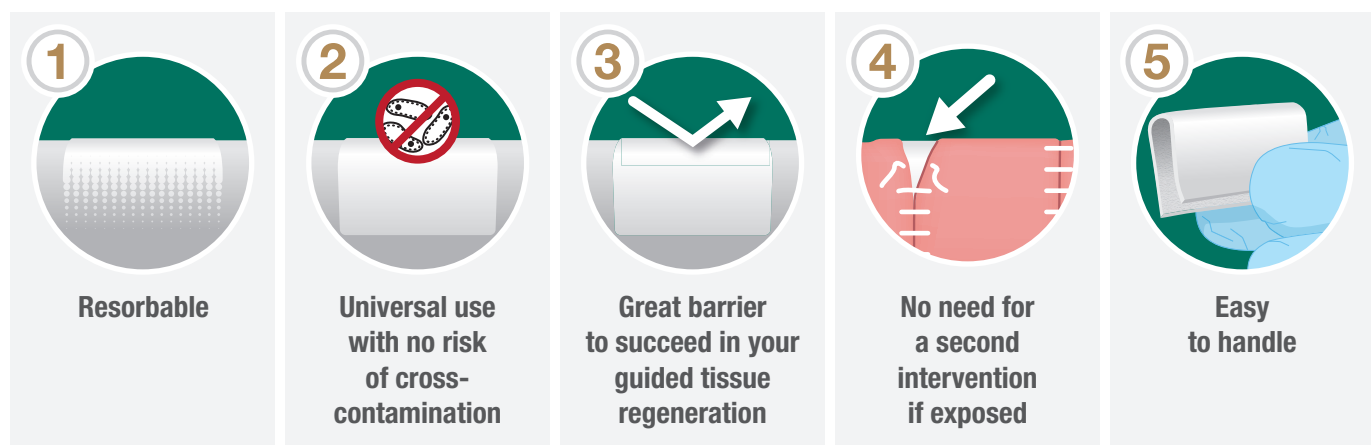 1
Resorbable
2
Universal use
with no risk
of cross-
contamination
3
Great barrier
to succeed in your
guided tissue
regeneration
4
No need for
a second
intervention
if exposed
5
Easy
to handle